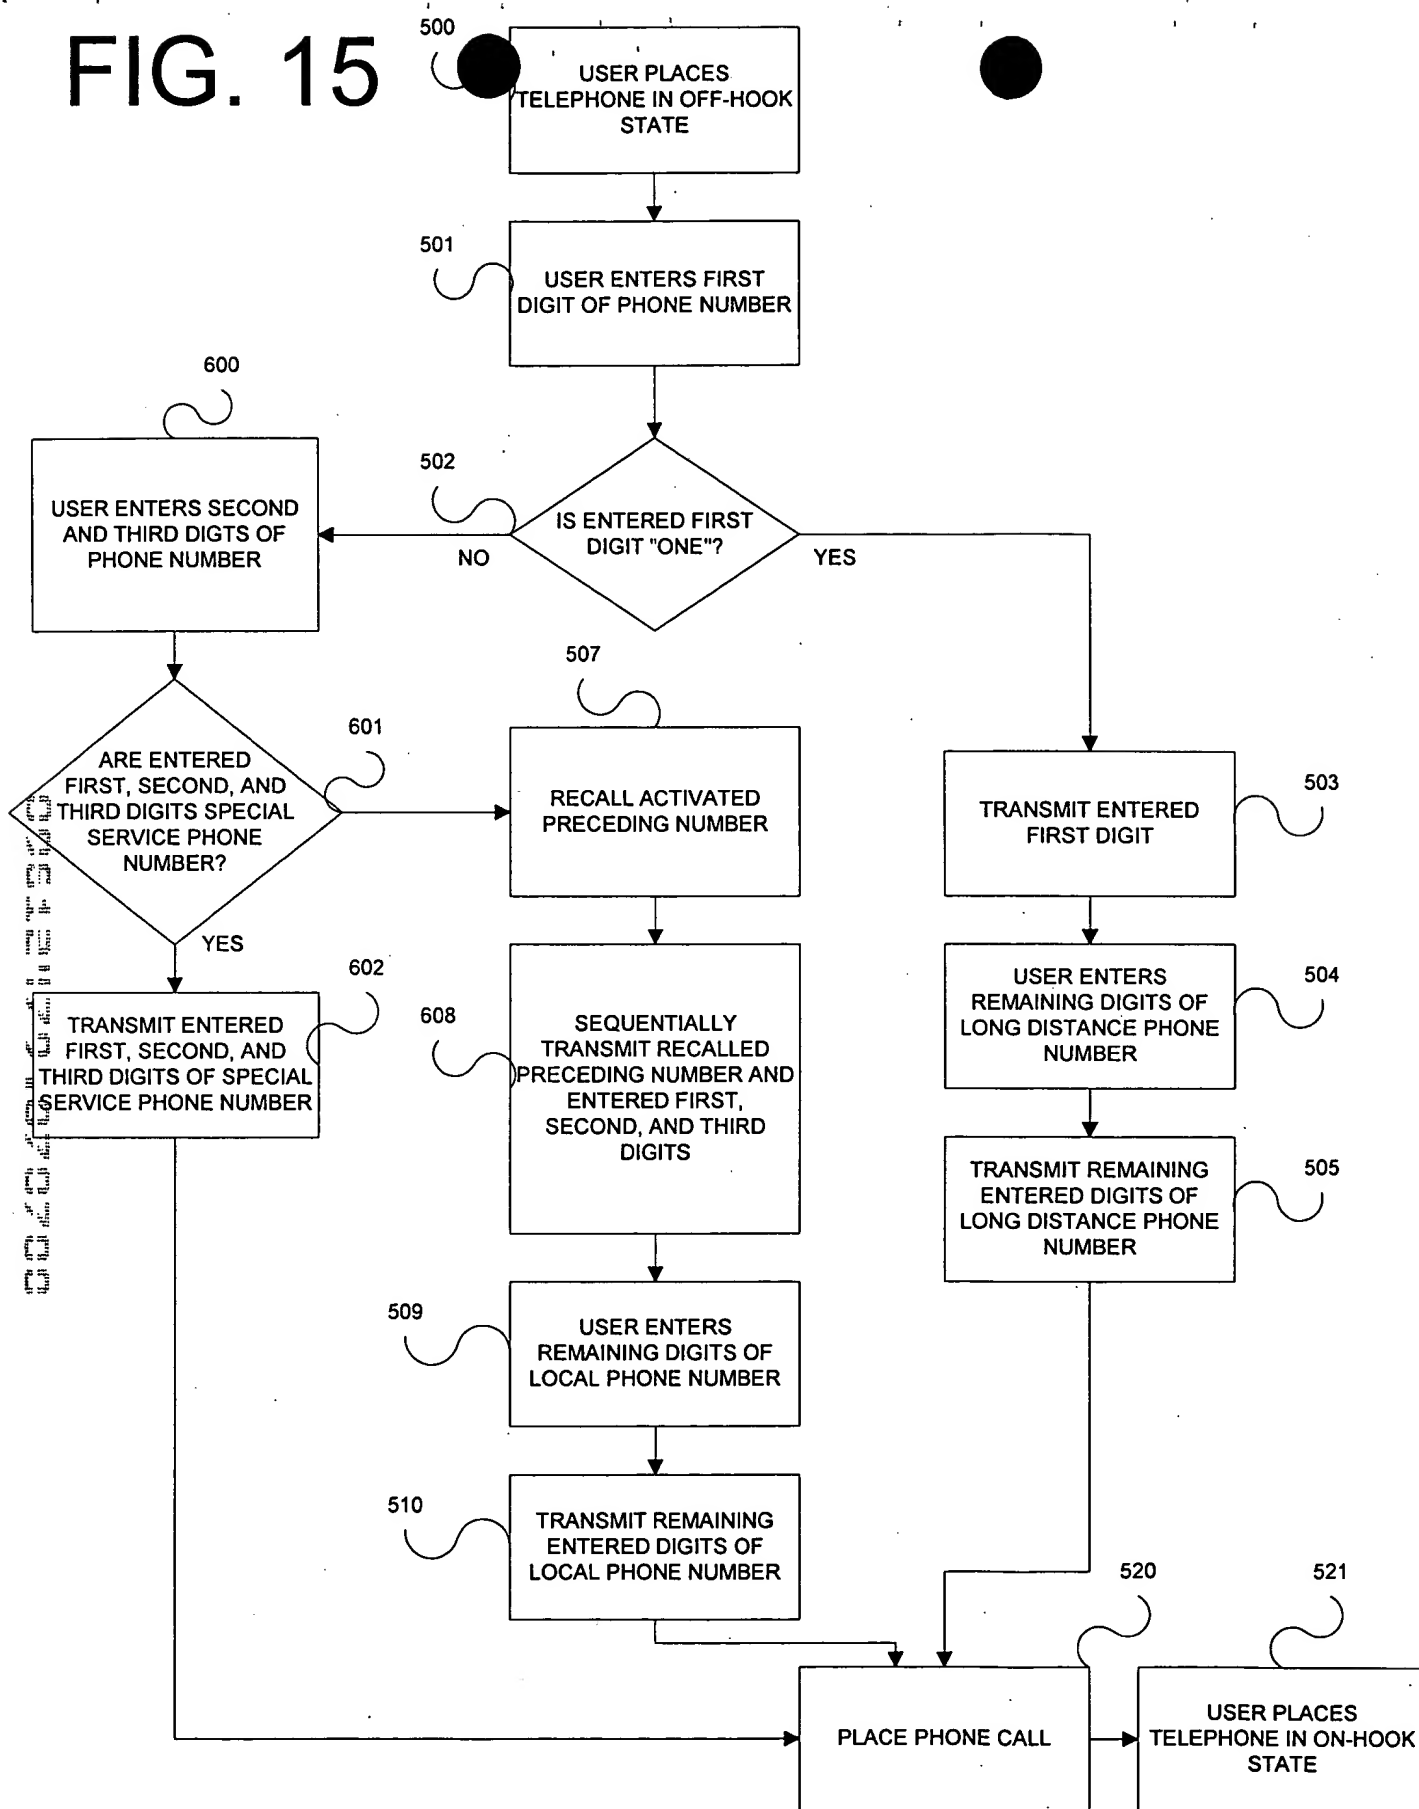 FIG. 15
500
USER PLACES
TELEPHONE IN OFF-HOOK
STATE
501
USER ENTERS FIRST
DIGIT OF PHONE NUMBER
600
USER ENTERS SECOND
AND THIRD DIGTS OF
PHONE NUMBER
502
IS ENTERED FIRST
DIGIT "ONE"?
NO
YES
507
601
ARE ENTERED
FIRST, SECOND, AND
THIRD DIGITS SPECIAL
SERVICE PHONE
NUMBER?
RECALL ACTIVATED
PRECEDING NUMBER
503
TRANSMIT ENTERED
FIRST DIGIT
YES
602
TRANSMIT ENTERED
FIRST, SECOND, AND
THIRD DIGITS OF SPECIAL
SERVICE PHONE NUMBER
608
SEQUENTIALLY
TRANSMIT RECALLED
PRECEDING NUMBER AND
ENTERED FIRST,
SECOND, AND THIRD
DIGITS
504
USER ENTERS
REMAINING DIGITS OF
LONG DISTANCE PHONE
NUMBER
505
TRANSMIT REMAINING
ENTERED DIGITS OF
LONG DISTANCE PHONE
NUMBER
509
USER ENTERS
REMAINING DIGITS OF
LOCAL PHONE NUMBER
510
TRANSMIT REMAINING
ENTERED DIGITS OF
LOCAL PHONE NUMBER
520
521
PLACE PHONE CALL
USER PLACES
TELEPHONE IN ON-HOOK
STATE